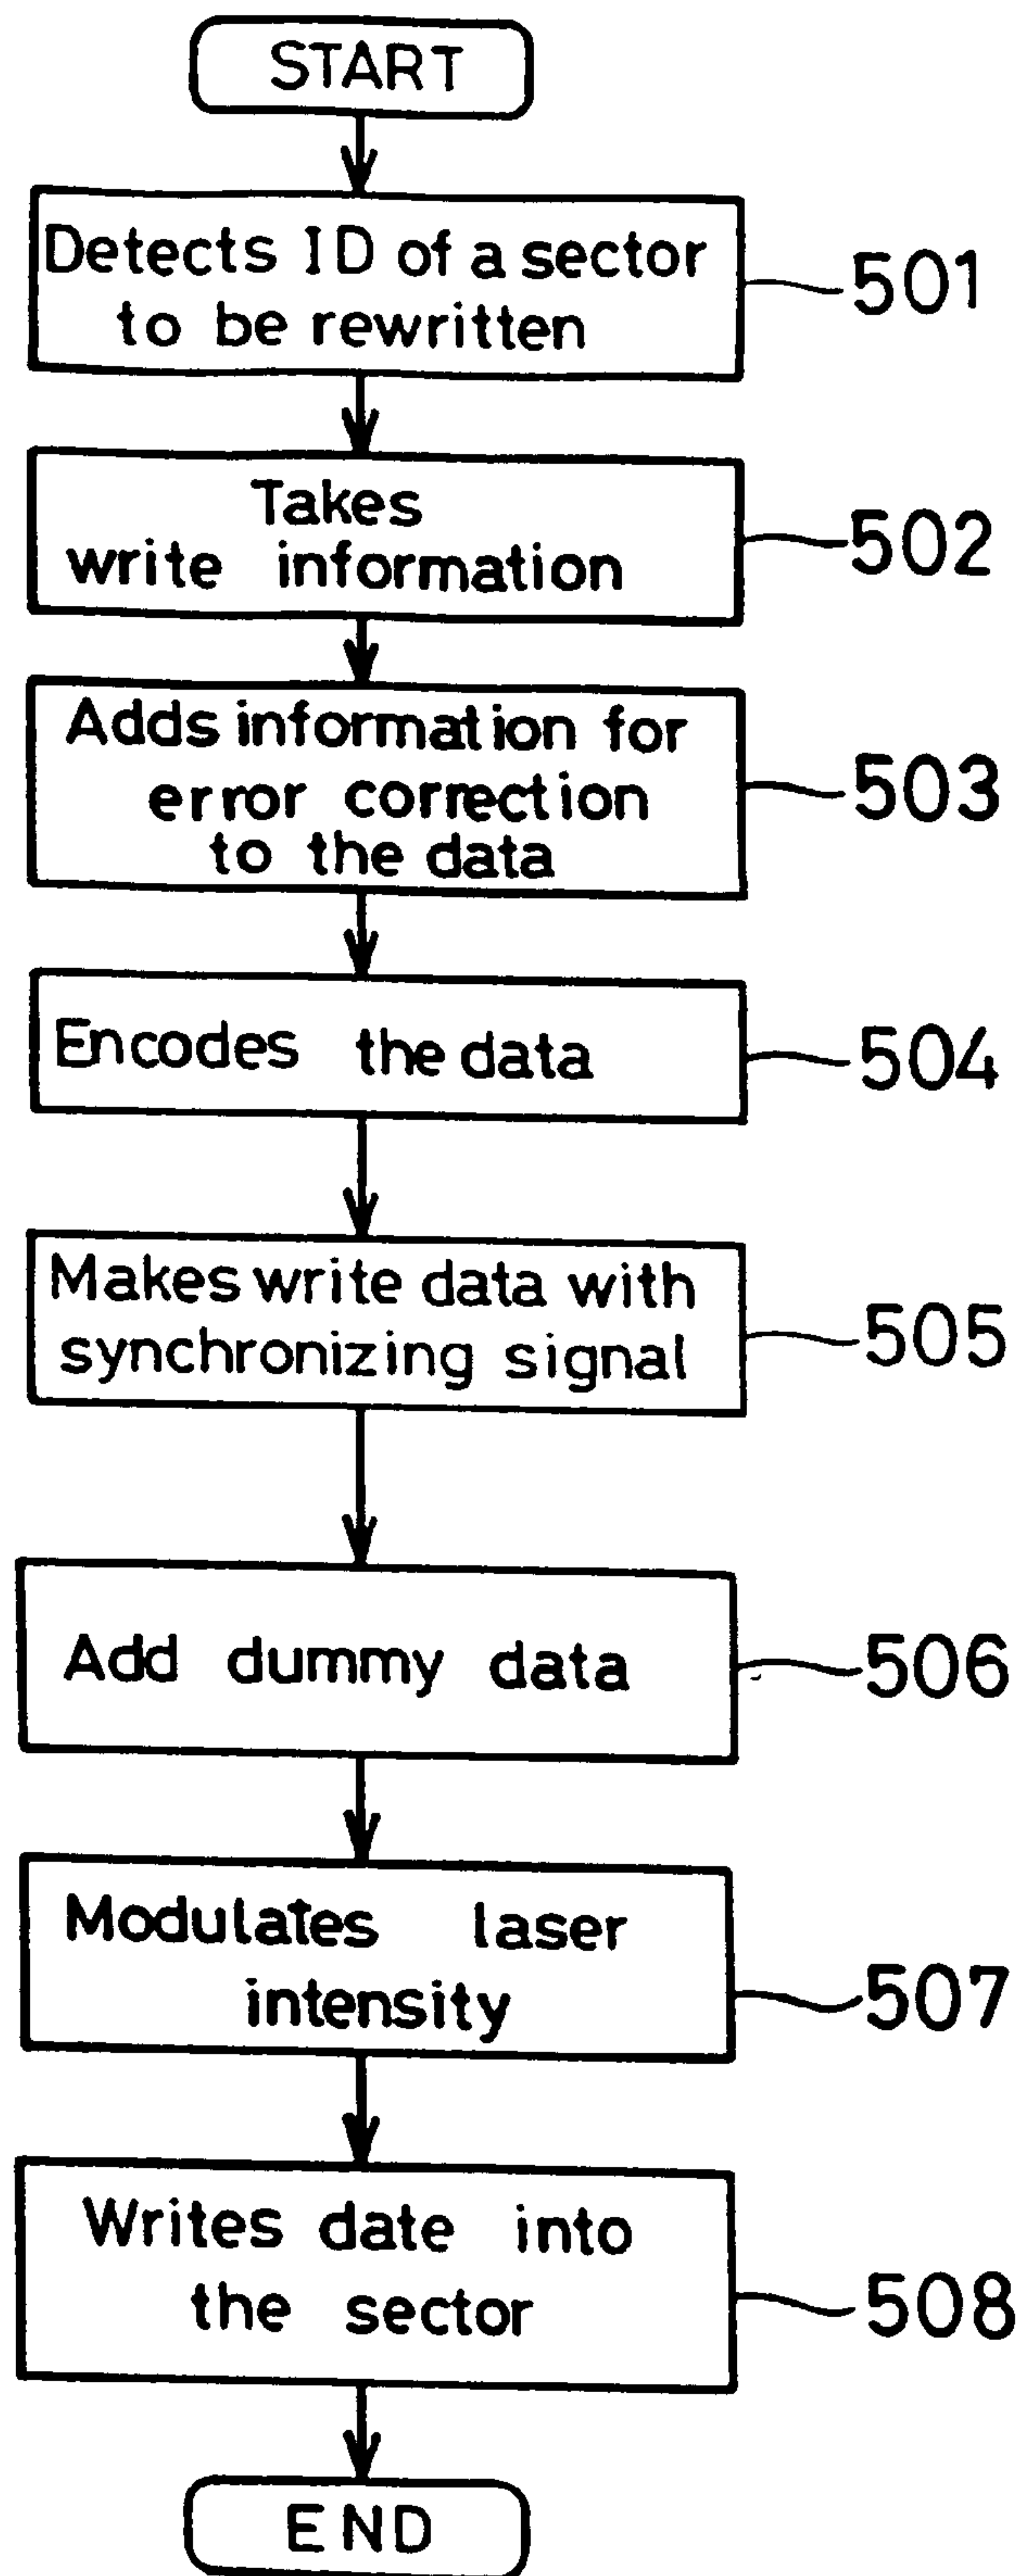 START
Detects ID of a sector
to be rewritten
501
Takes
write information
502
Adds information for
error correction
to the data
503
Encodes the data
504
Makes write data with
synchronizing signal
505
Add dummy data
506
Modulates laser
intensity
507
Writes date into
the sector
508
END